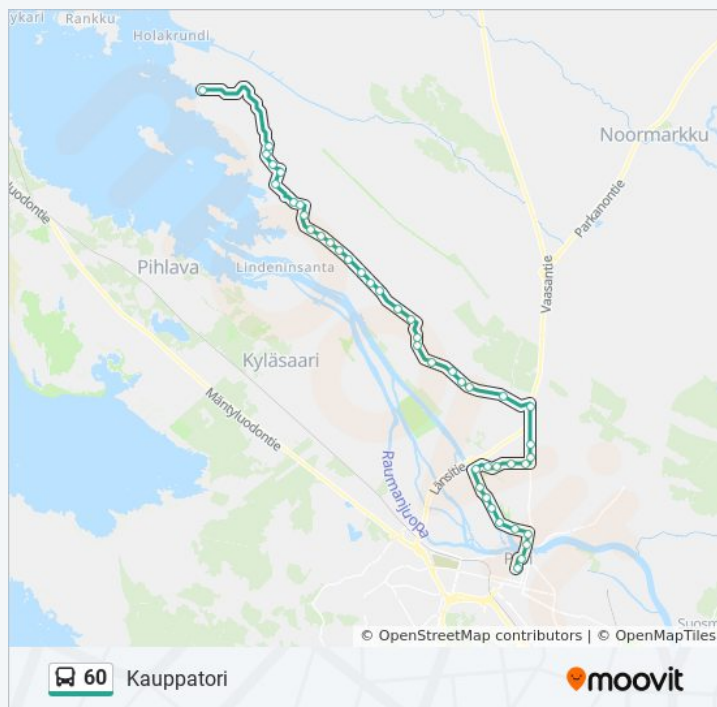 ykari
Rankku
Holakrundi
Noormarkku
luodontie
Parkanontie
Pihlava
Lindeninsanta
Vaasantie
Kyläsaari
Mäntyluodontie
Länsitie
Raumanjuopa
Suosm
© OpenStreetMap contributors | © OpenMapTiles
60 Kauppatori
moovit